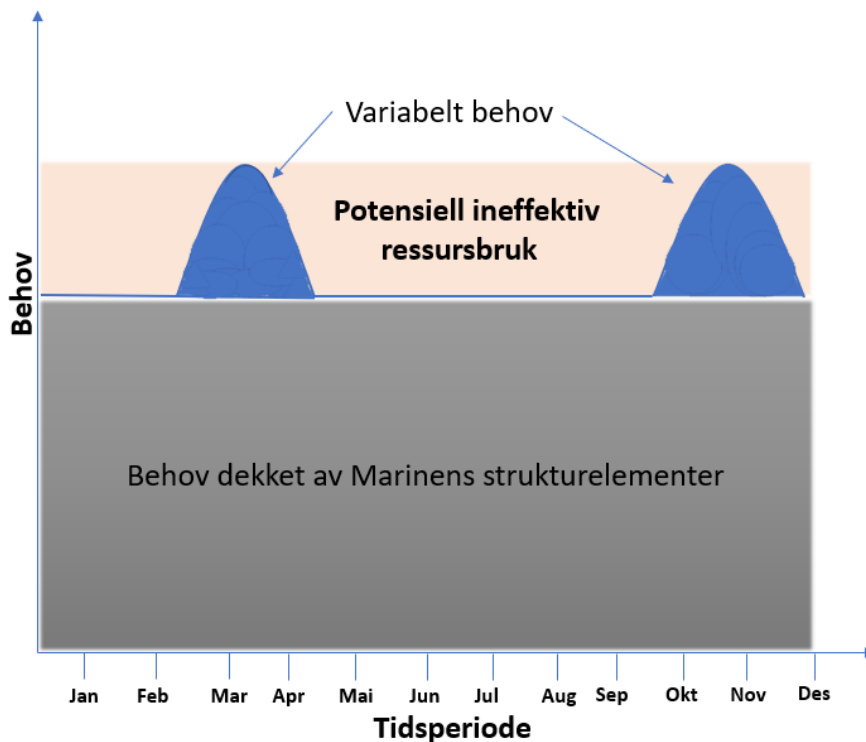 Variabelt behov
Potensiell ineffektiv
ressursbruk
Behov
Behov dekket av Marinens strukturelementer
Jan Feb Mar Apr Mai Jun Jul Aug Sep Okt Nov Des
Tidsperiode